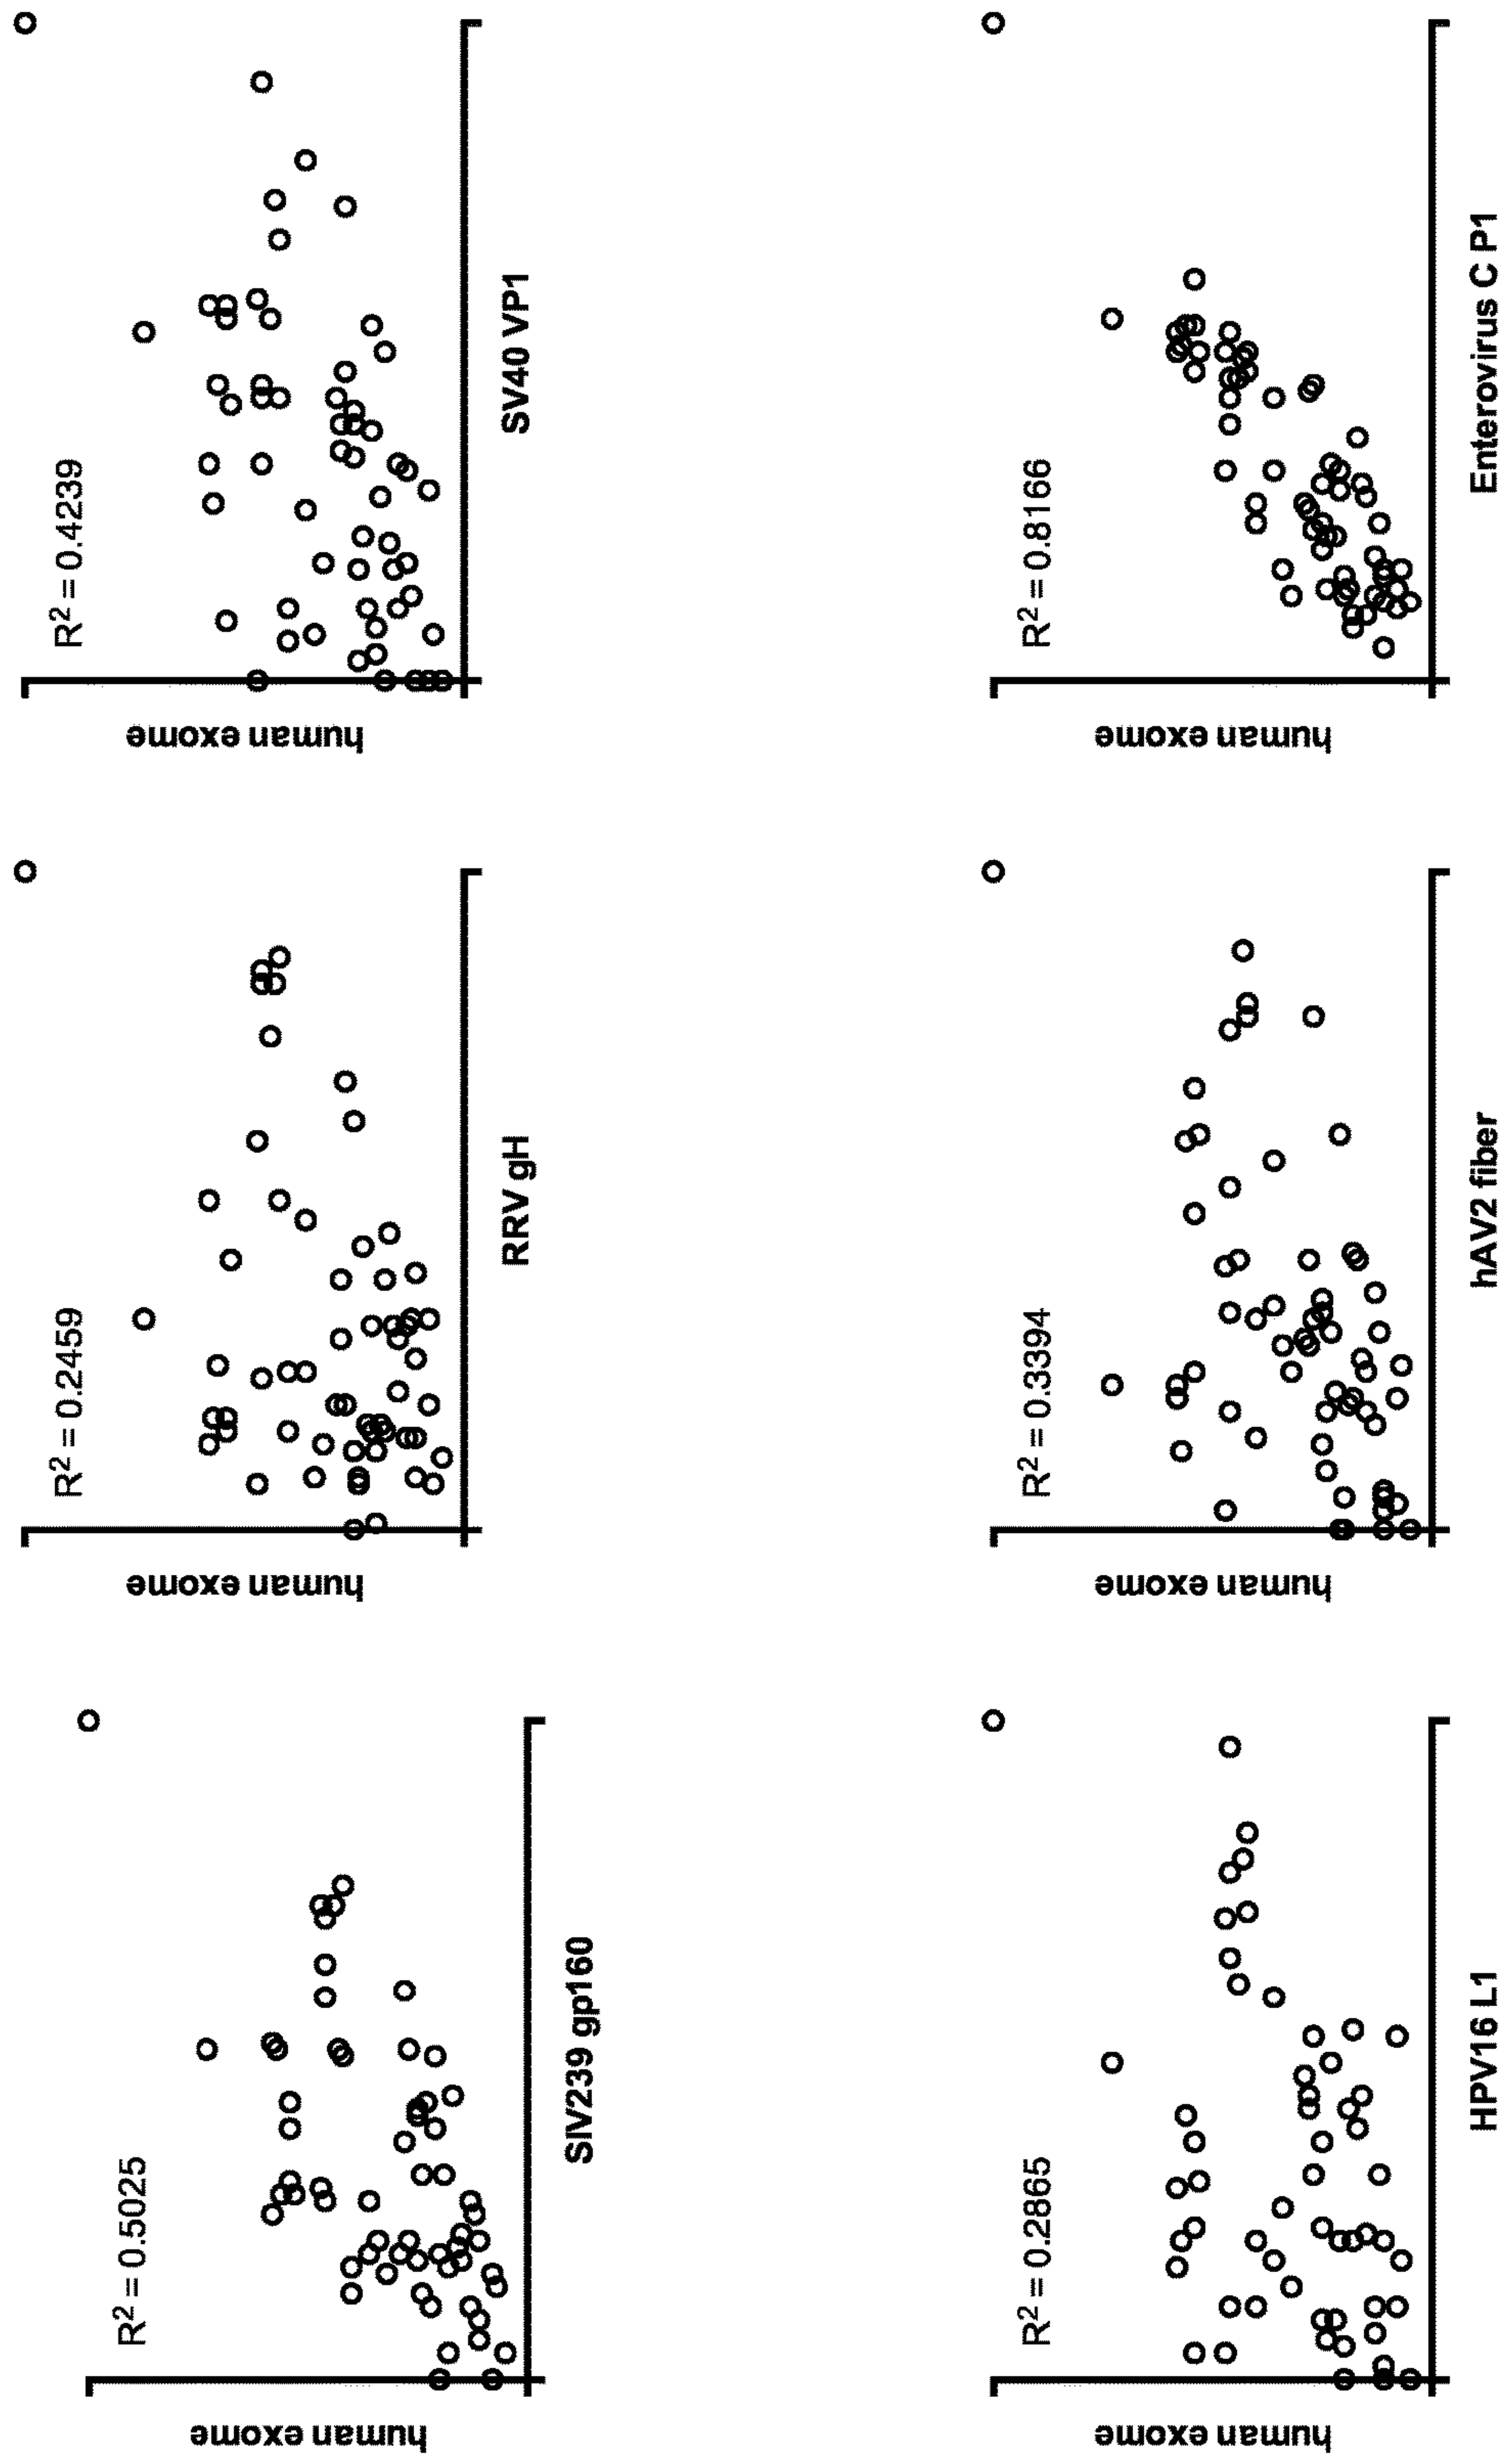 human exome
R² = 0.5025
SIV239 gp160
human exome
R² = 0.2459
RRV gH
human exome
R² = 0.4239
SV40 VP1
human exome
R² = 0.2865
HPV16 L1
human exome
R² = 0.3394
hAV2 fiber
human exome
R² = 0.8166
Enterovirus C P1